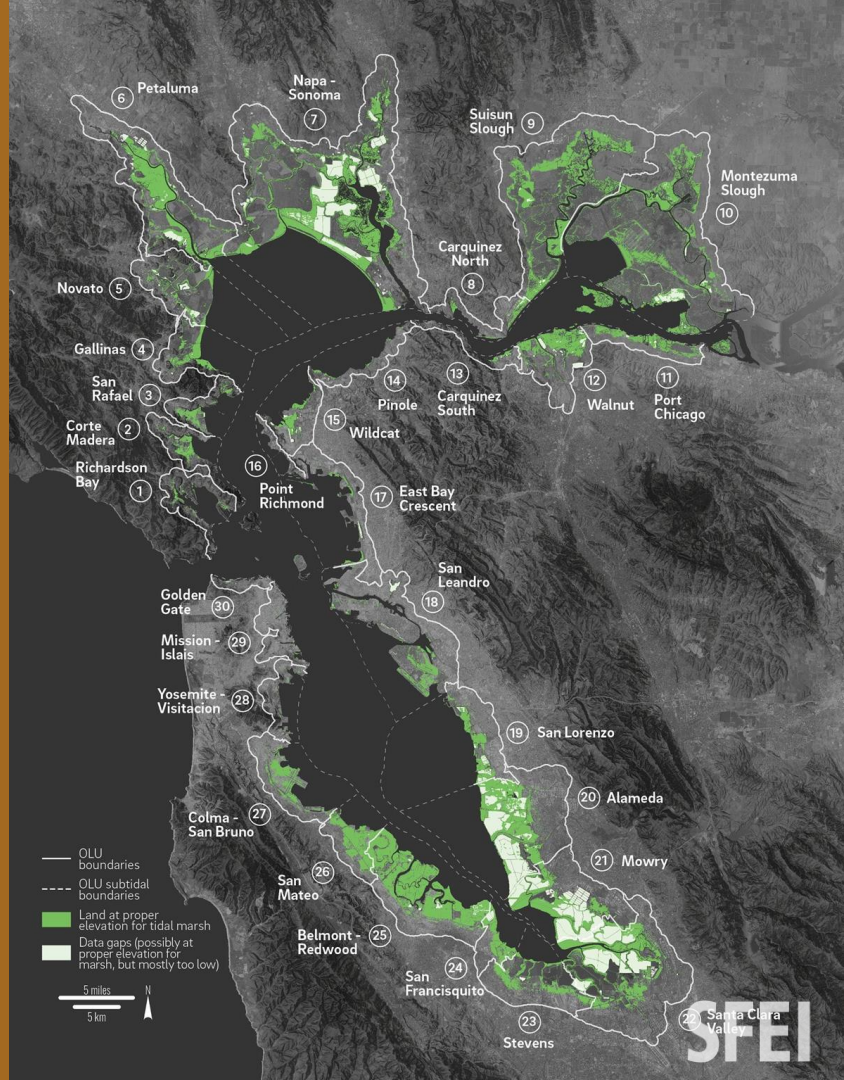 6
Petaluma
Napa -
Sonoma
7
Suisun
Slough
9
Montezuma
Slough
10
Carquinez
North
8
Novato
5
Gallinas
4
San
Rafael
3
Corte
Madera
2
Richardson
Bay
1
14
Pinole
13
Carquinez
South
12
Walnut
11
Port
Chicago
15
Wildcat
16
Point
Richmond
17
East Bay
Crescent
San
Leandro
18
Golden
Gate
30
Mission -
Islais
29
Yosemite -
Visitacion
28
19
San Lorenzo
20
Alameda
27
Colma -
San Bruno
21
Mowry
26
San
Mateo
Belmont -
Redwood
25
24
San
Francisquito
23
Stevens
22
Santa Clara
Valley
OLU
boundaries
OLU subtidal
boundaries
Land at proper
elevation for tidal marsh
Data gaps (possibly at
proper elevation for
marsh, but mostly too low)
5 miles
5 km
N
SFEI